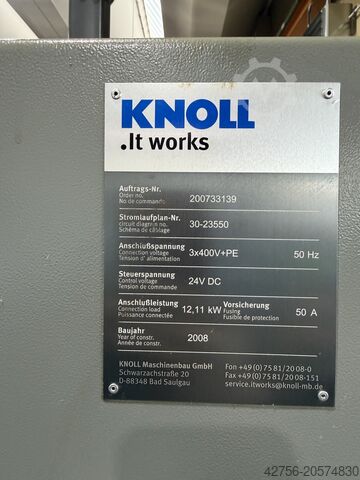 KNOLL
.It works
Auftrags-Nr.
Order no.
No de commande
200733139
Stromlaufplan-Nr.
circuit diagram no.
Schéma de câblage
30-23550
Anschlußspannung
Connection voltage
Tension d' alimentation
3x400V+PE 50 Hz
Steuerspannung
Control voltage
Tension de commande
24V DC
Anschlußleistung
Connection load
Puissance connectée
12,11 kW
Vorsicherung
Fusing
Fusible de protection
50 A
Baujahr
Year of constr.
Année de constr.
2008
KNOLL Maschinenbau GmbH
Schwarzachstraße 20
D-88348 Bad Saulgau
Fon +49(0)7581/2008-0
Fax +49(0)7581/2008-151
service.itworks@knoll-mb.de
42756-20574830